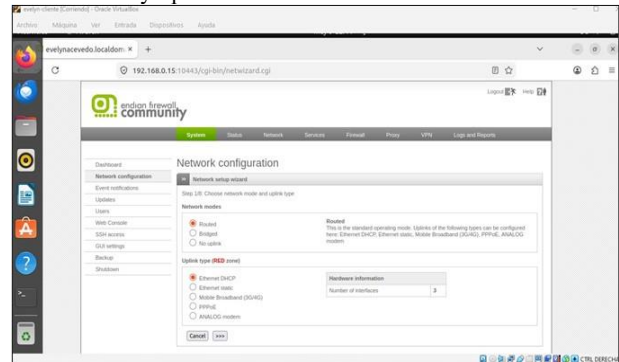 evelyn-cliente [Corriendo] - Oracle VirtualBox
Archivo Máquina Ver Entrada Dispositivos Ayuda
evelynacevedo.localdom ×
192.168.0.15:10443/cgi-bin/netwizard.cgi
Logout Help
endian firewall
community
System Status Network Services Firewall Proxy VPN Logs and Reports
Dashboard
Network configuration
Event notifications
Updates
Users
Web Console
SSH access
GUI settings
Backup
Shutdown
Network configuration
Network setup wizard
Step 1/8: Choose network mode and uplink type
Network modes
Routed
Bridged
No uplink
Routed
This is the standard operating mode. Uplinks of the following types can be configured
here: Ethernet DHCP, Ethernet static, Mobile Broadband (3G/4G), PPPoE, ANALOG
modem
Uplink type (RED zone)
Ethernet DHCP
Ethernet static
Mobile Broadband (3G/4G)
PPPoE
ANALOG modem
Hardware information
Number of interfaces 3
Cancel >>>
CTRL DERECHA